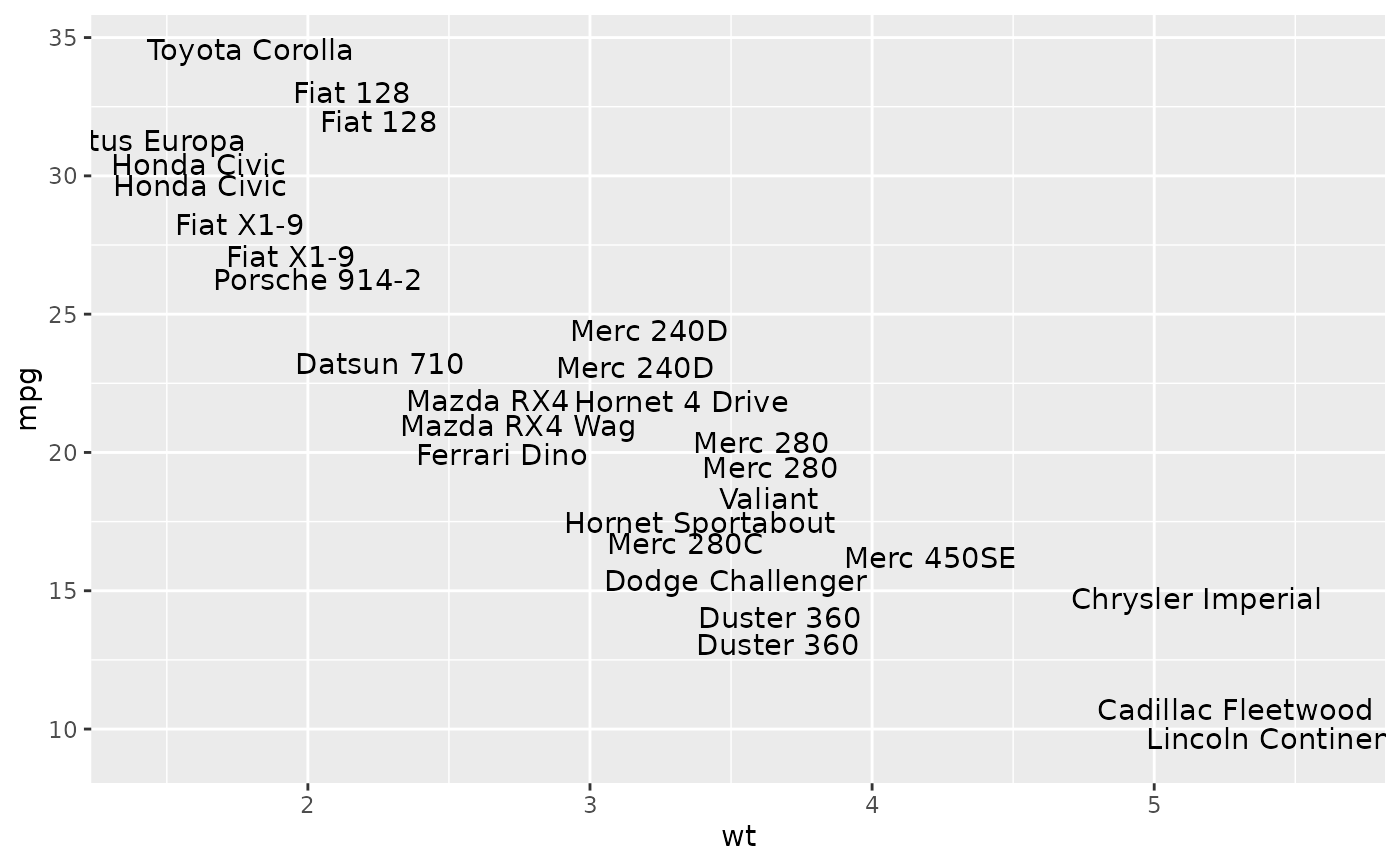 35
Toyota Corolla
Fiat 128
Fiat 128
tus Europa
Honda Civic
30
Honda Civic
Fiat X1-9
Fiat X1-9
Porsche 914-2
25
Merc 240D
Datsun 710
Merc 240D
mpg
Mazda RX4
Hornet 4 Drive
Mazda RX4 Wag
Merc 280
20
Ferrari Dino
Merc 280
Valiant
Hornet Sportabout
Merc 280C
Merc 450SE
Dodge Challenger
15
Chrysler Imperial
Duster 360
Duster 360
Cadillac Fleetwood
10
Lincoln Continen
2 3 4 5
wt